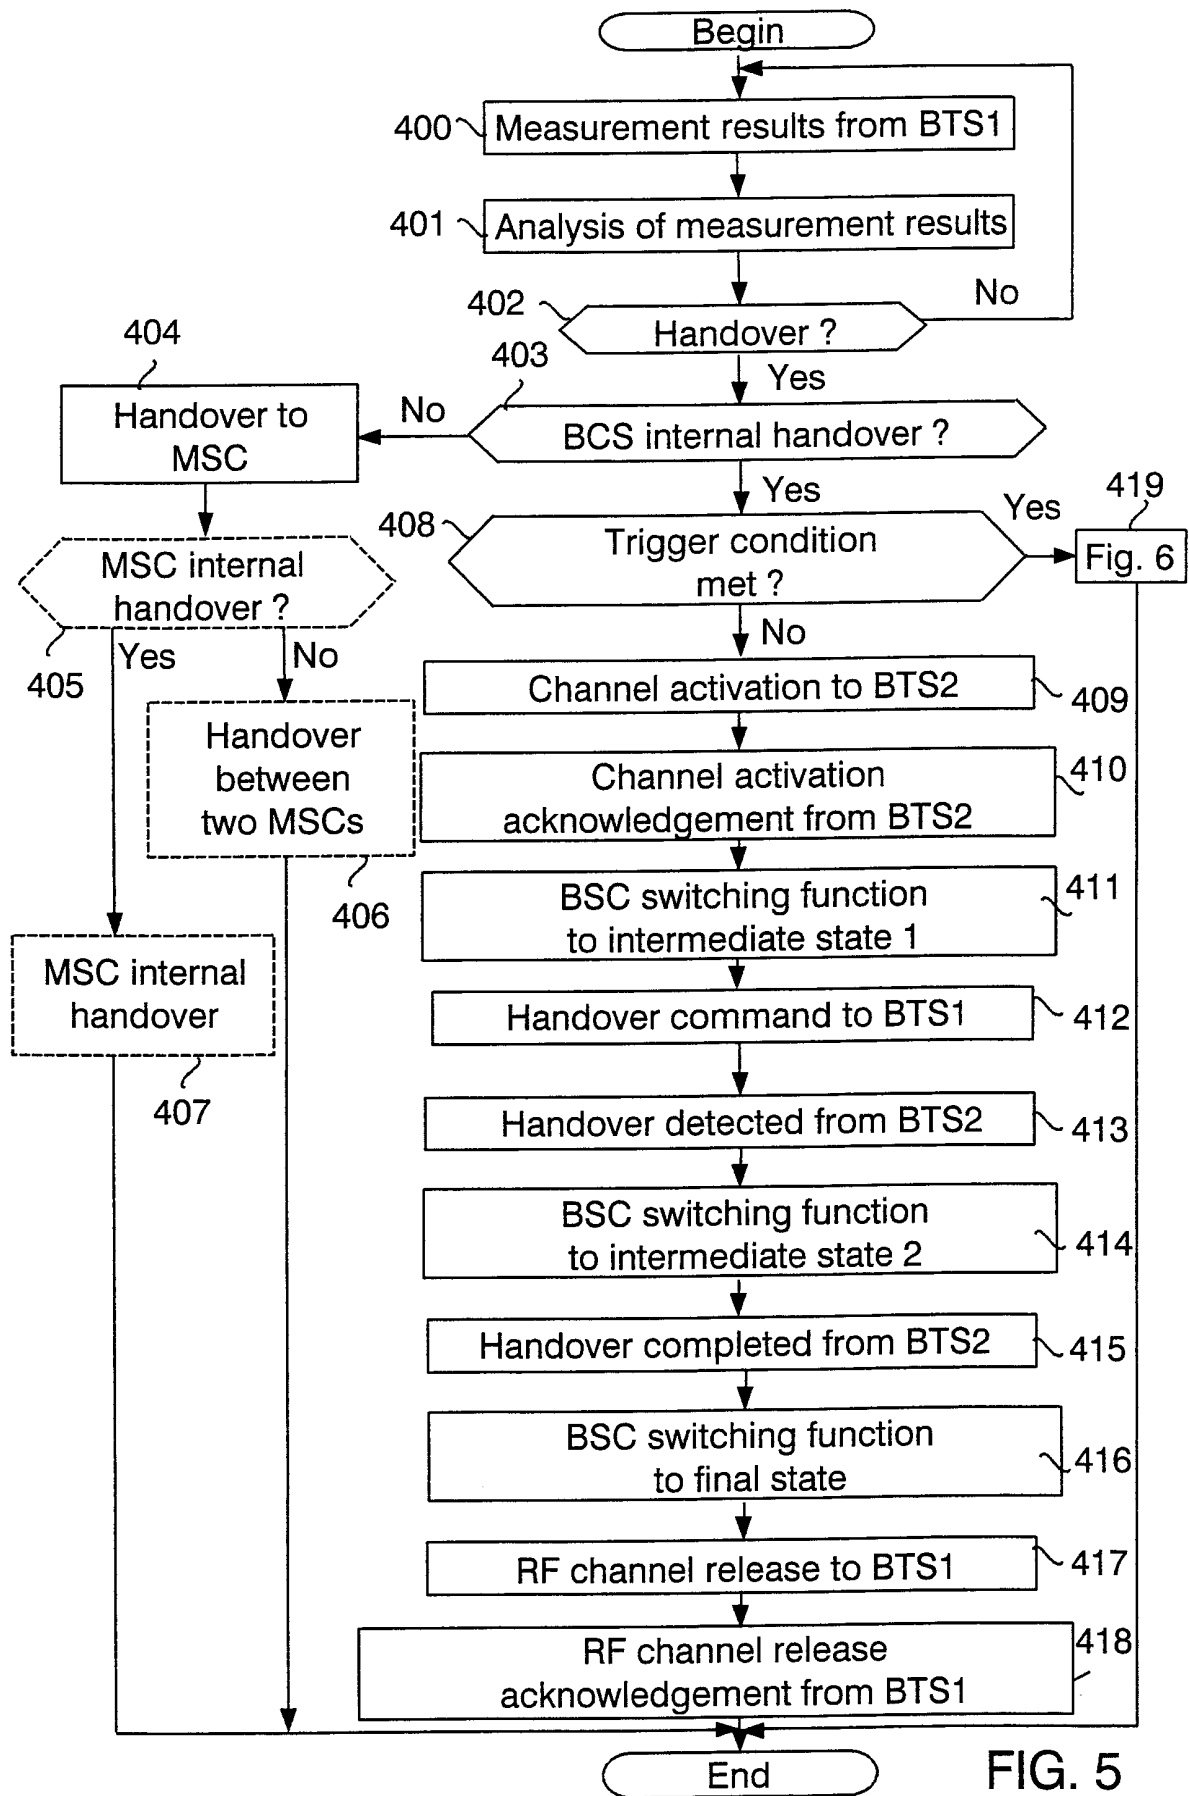 Begin
400
Measurement results from BTS1
401
Analysis of measurement results
402
Handover ?
No
Yes
403
BCS internal handover ?
No
404
Handover to
MSC
Yes
408
Trigger condition
met ?
Yes
419
Fig. 6
MSC internal
handover ?
405
Yes
No
No
Channel activation to BTS2
409
Handover
between
two MSCs
406
Channel activation
acknowledgement from BTS2
410
BSC switching function
to intermediate state 1
411
MSC internal
handover
407
Handover command to BTS1
412
Handover detected from BTS2
413
BSC switching function
to intermediate state 2
414
Handover completed from BTS2
415
BSC switching function
to final state
416
RF channel release to BTS1
417
RF channel release
acknowledgement from BTS1
418
End
FIG. 5